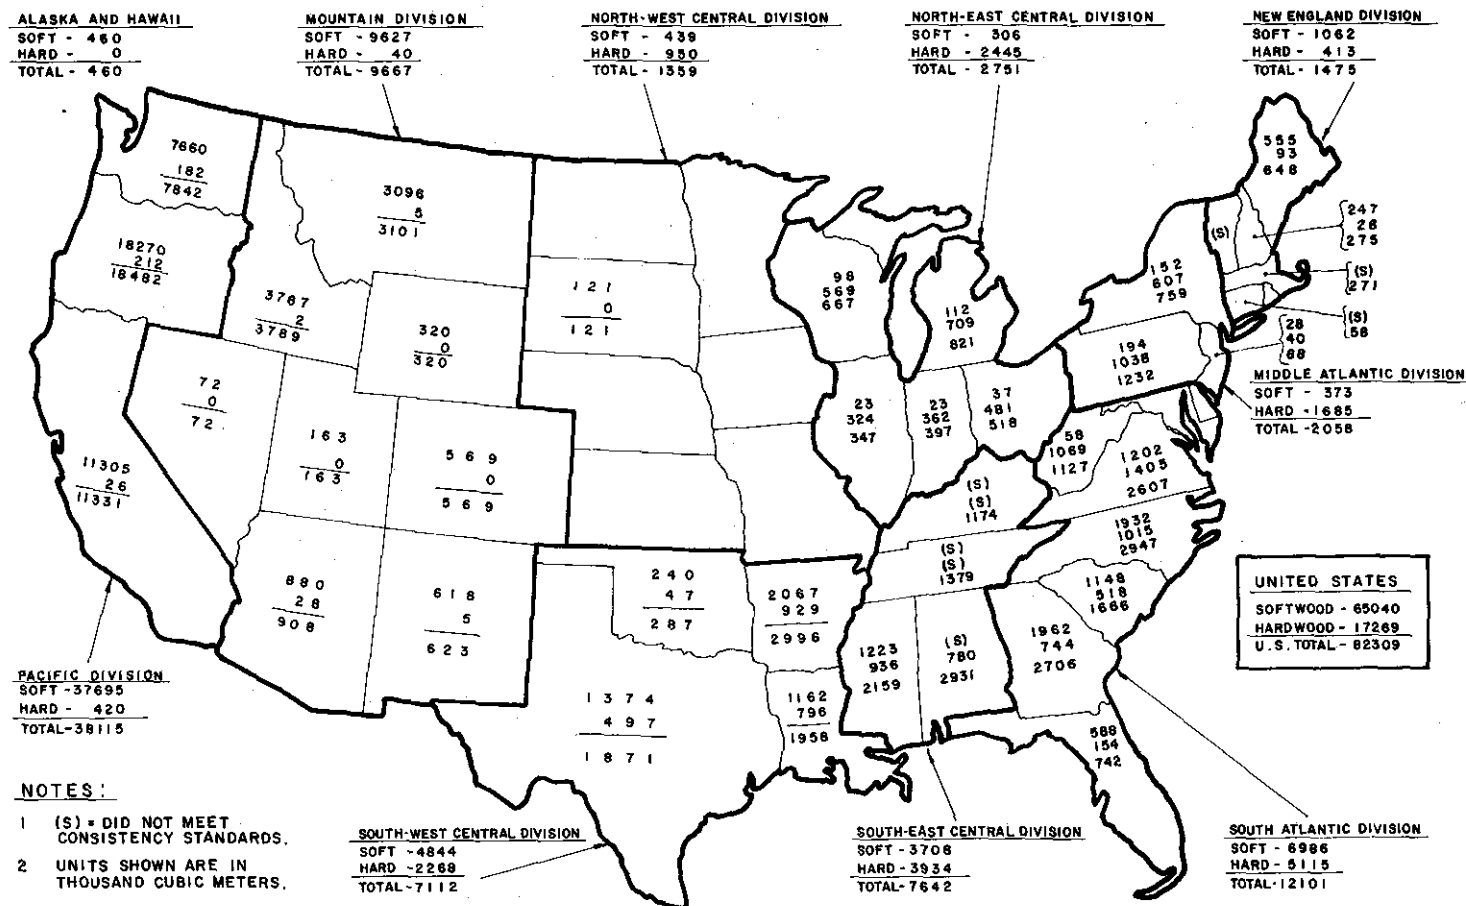 ALASKA AND HAWAII
SOFT - 460
HARD - 0
TOTAL - 460
MOUNTAIN DIVISION
SOFT - 9627
HARD - 40
TOTAL - 9667
NORTH-WEST CENTRAL DIVISION
SOFT - 439
HARD - 950
TOTAL - 1359
NORTH-EAST CENTRAL DIVISION
SOFT - 306
HARD - 2445
TOTAL - 2751
NEW ENGLAND DIVISION
SOFT - 1062
HARD - 413
TOTAL - 1475
7660
182
7842
18270
212
18482
11305
26
11331
3096
5
3101
3787
2
3789
320
0
320
72
0
72
163
0
163
569
0
569
880
28
908
618
5
623
121
0
121
240
47
287
1374
497
1871
2067
929
2996
1162
796
1958
98
569
667
112
709
821
23
324
347
23
362
397
37
481
518
(S)
(S)
1174
(S)
(S)
1379
1223
936
2159
(S)
780
2931
555
93
648
(S)
247
28
275
(S)
271
(S)
58
152
607
759
194
1038
1232
28
40
68
MIDDLE ATLANTIC DIVISION
SOFT - 373
HARD - 1685
TOTAL - 2058
58
1069
1127
1202
1405
2607
1932
1015
2947
1148
518
1666
1962
744
2706
588
154
742
UNITED STATES
SOFTWOOD - 65040
HARDWOOD - 17269
U.S. TOTAL - 82309
PACIFIC DIVISION
SOFT - 37695
HARD - 420
TOTAL - 38115
NOTES:
1 (S) = DID NOT MEET
CONSISTENCY STANDARDS.
2 UNITS SHOWN ARE IN
THOUSAND CUBIC METERS.
SOUTH-WEST CENTRAL DIVISION
SOFT - 4844
HARD - 2268
TOTAL - 7112
SOUTH-EAST CENTRAL DIVISION
SOFT - 3708
HARD - 3934
TOTAL - 7642
SOUTH ATLANTIC DIVISION
SOFT - 6986
HARD - 5115
TOTAL - 12101